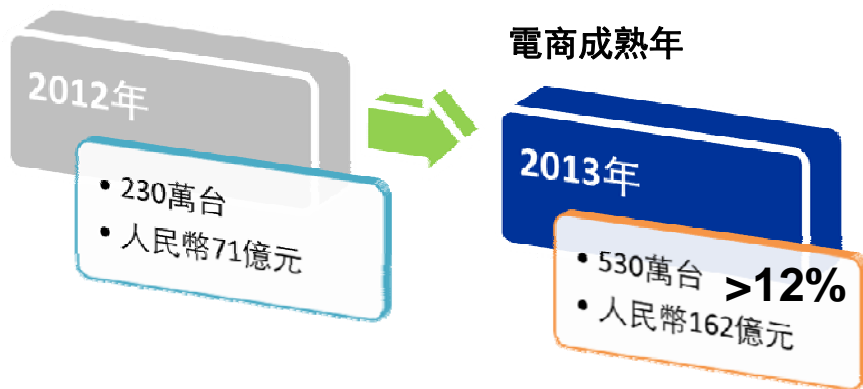 電商成熟年
2012年
• 230萬台
• 人民幣71億元
2013年
• 530萬台
• 人民幣162億元
>12%